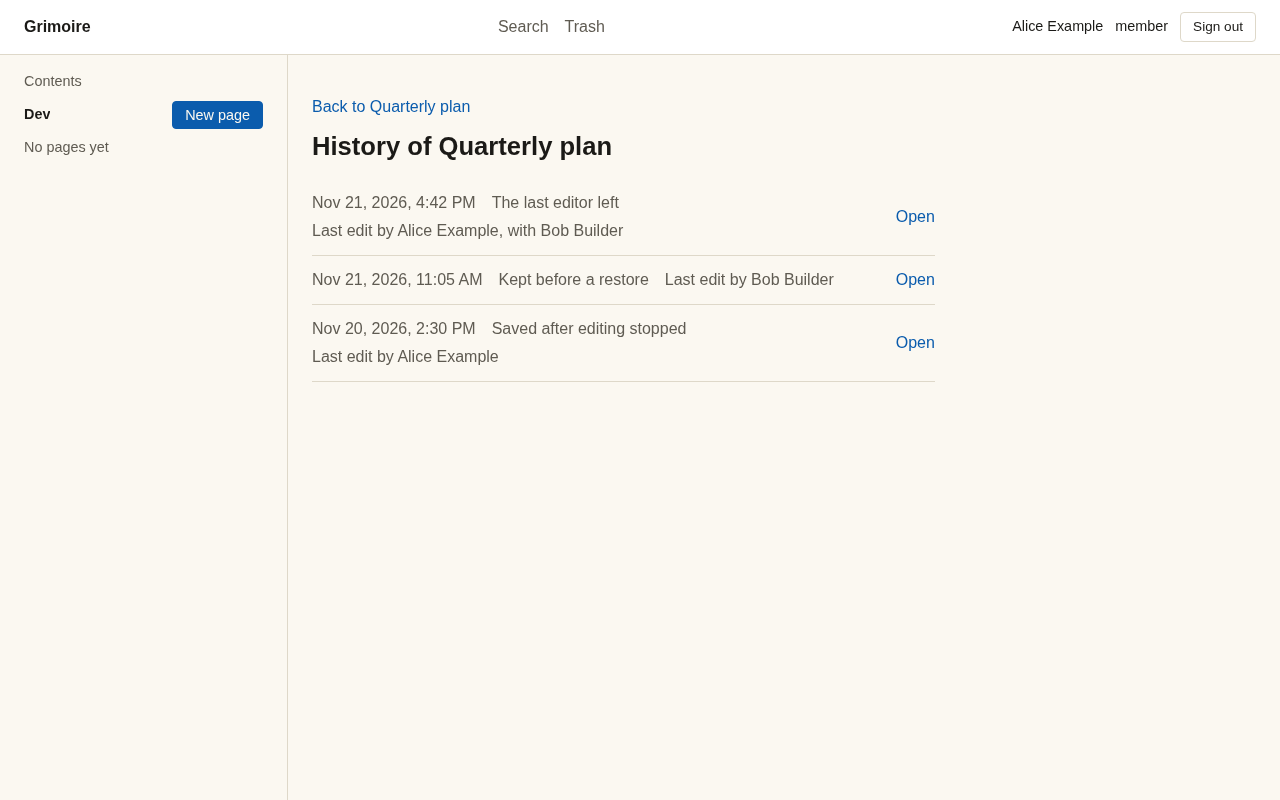 Grimoire
Search
Trash
Alice Example
member
Sign out
Contents
Dev
New page
No pages yet
Back to Quarterly plan
History of Quarterly plan
Nov 21, 2026, 4:42 PM The last editor left
Last edit by Alice Example, with Bob Builder
Open
Nov 21, 2026, 11:05 AM Kept before a restore Last edit by Bob Builder
Open
Nov 20, 2026, 2:30 PM Saved after editing stopped
Last edit by Alice Example
Open